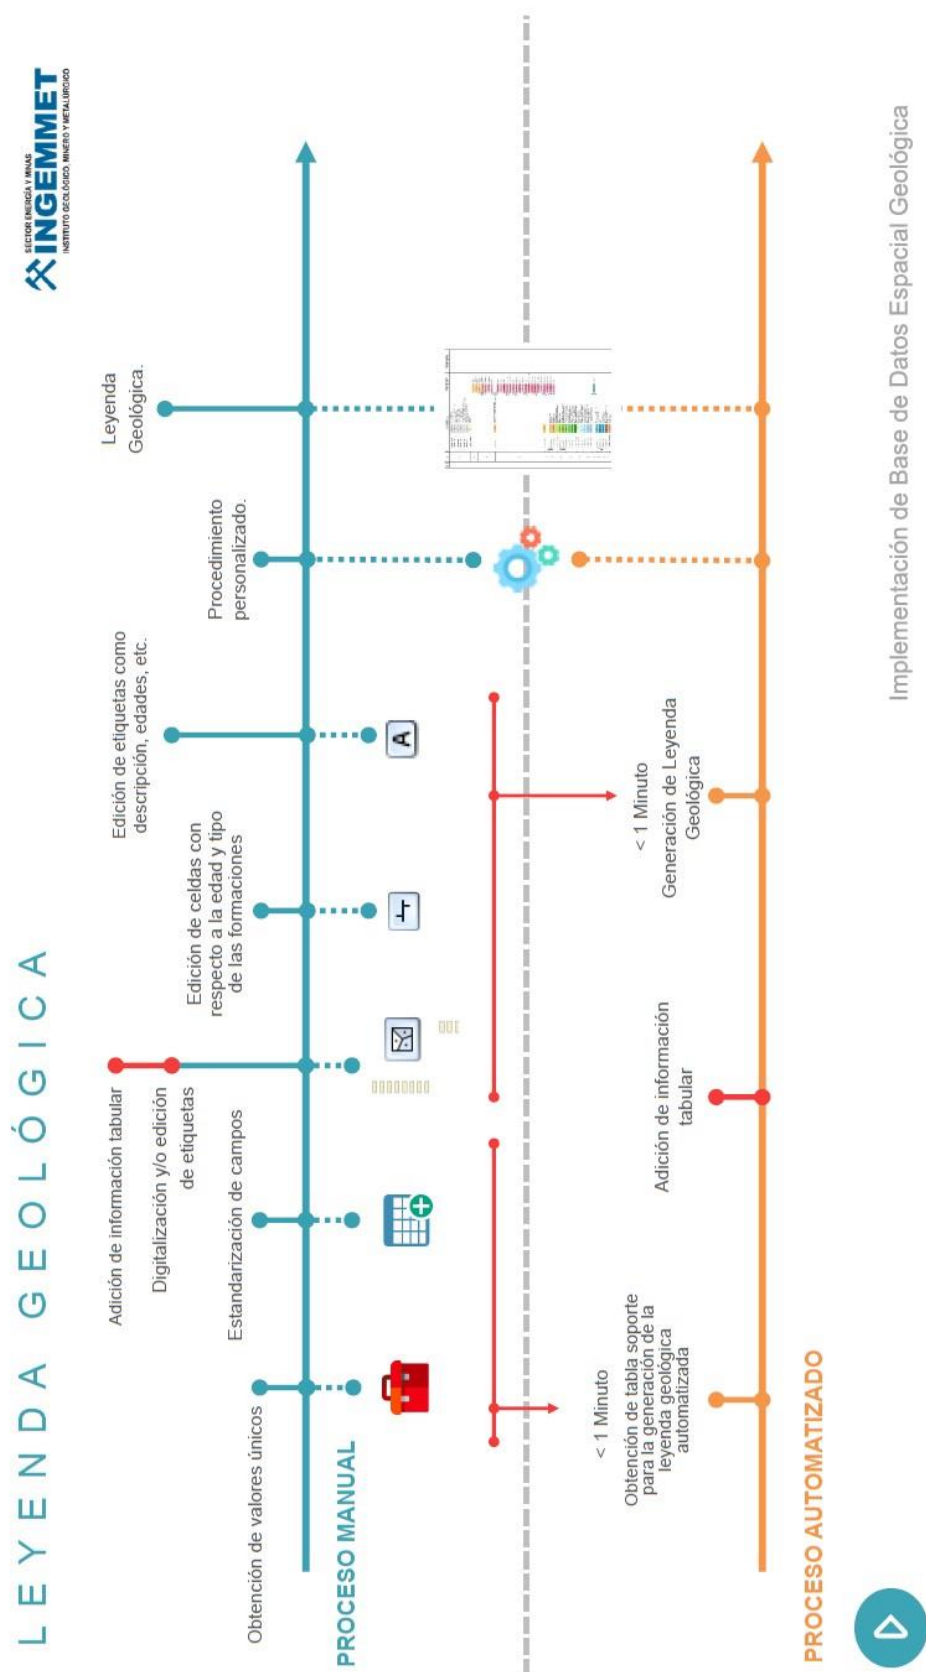 LEYENDA GEOLÓGICA
SECTOR ENERGÍA Y MINAS
INGEMMET
INSTITUTO GEOLÓGICO, MINERO Y METALÚRGICO
Obtención de valores únicos
Estandarización de campos
Adición de información tabular
Digitalización y/o edición
de etiquetas
Edición de celdas con
respecto a la edad y tipo
de las formaciones
Edición de etiquetas como
descripción, edades, etc.
Procedimiento
personalizado.
Leyenda
Geológica.
PROCESO MANUAL
A
< 1 Minuto
Obtención de tabla soporte
para la generación de la
leyenda geológica
automatizada
Adición de información
tabular
< 1 Minuto
Generación de Leyenda
Geológica
PROCESO AUTOMATIZADO
Implementación de Base de Datos Espacial Geológica